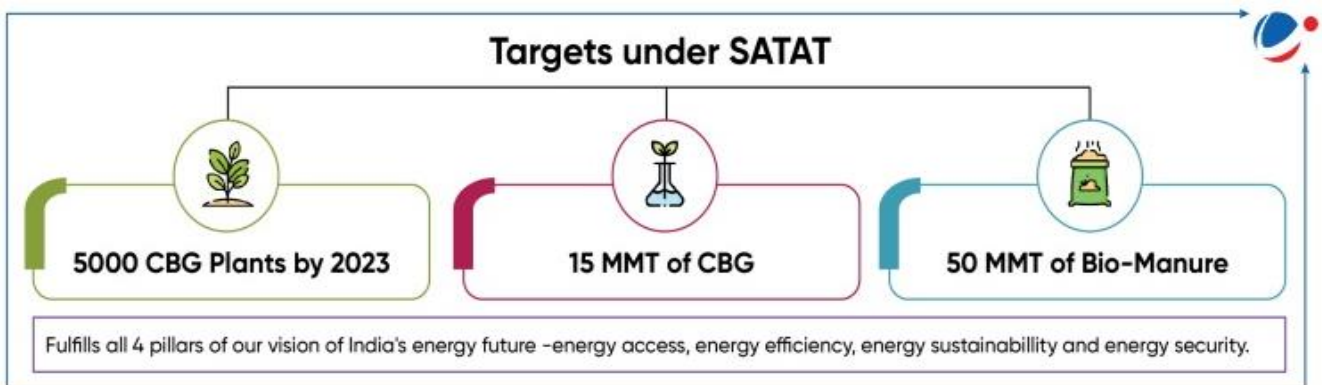 Targets under SATAT
5000 CBG Plants by 2023
15 MMT of CBG
50 MMT of Bio-Manure
Fulfills all 4 pillars of our vision of India's energy future -energy access, energy efficiency, energy sustainabillity and energy security.